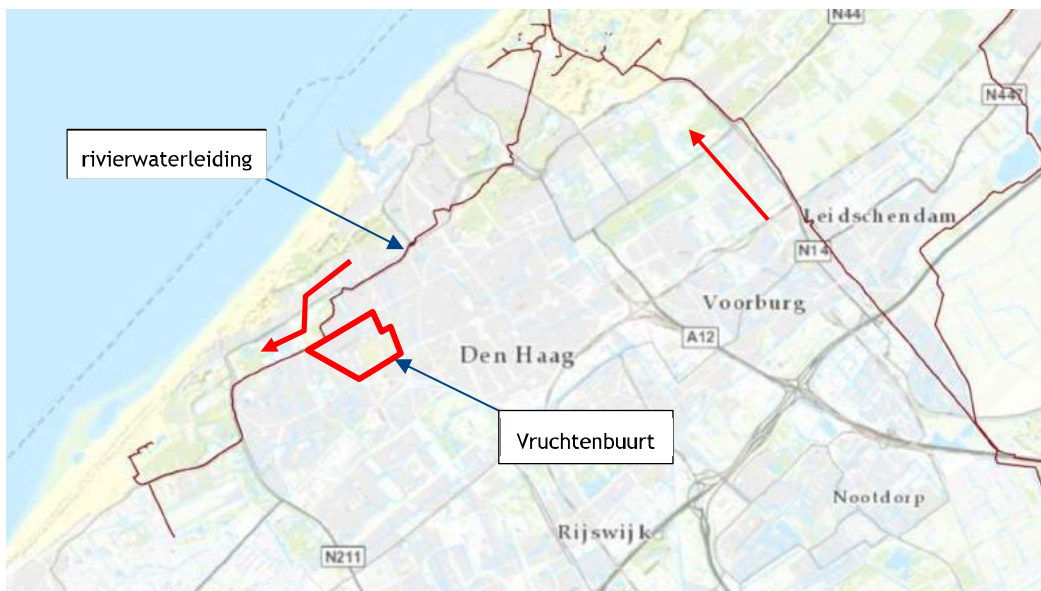 N44
N447
rivierwaterleiding
Leidschendam
N14
Voorburg
A12
Den Haag
Vruchtenbuurt
Nootdorp
Rijswijk
N211